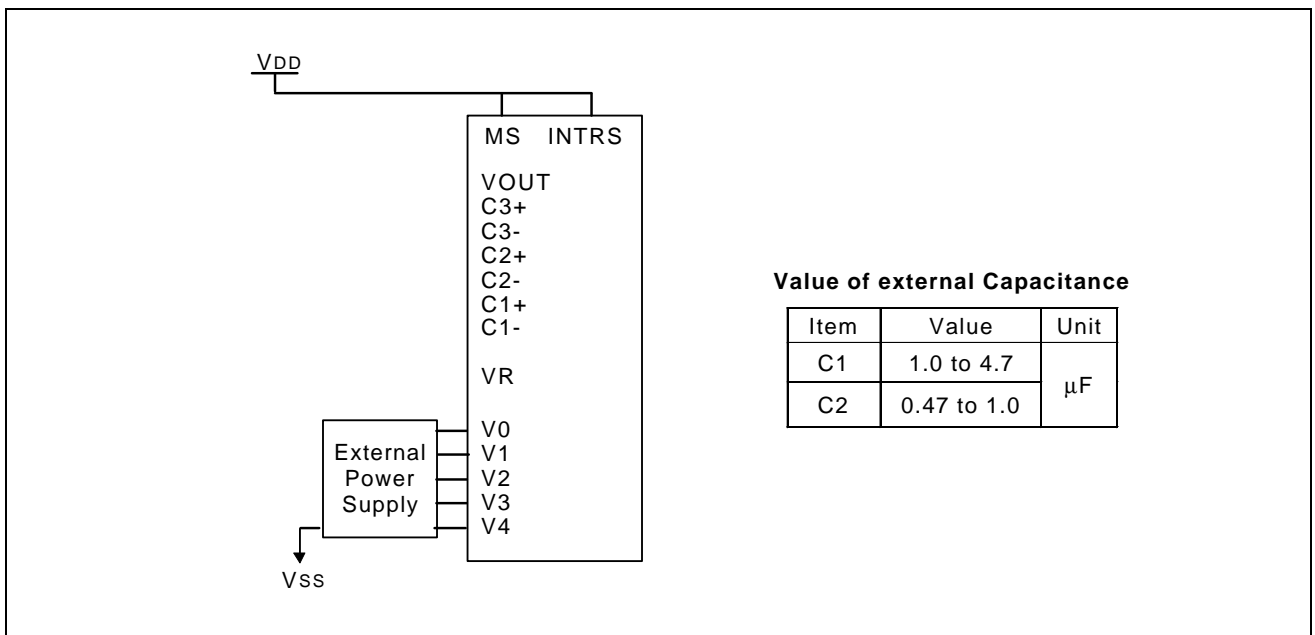 VDD
MS INTRS
VOUT
C3+
C3-
C2+
C2-
C1+
C1-
VR
V0
V1
V2
V3
V4
External
Power
Supply
VSS
Value of external Capacitance
Item Value Unit
C1 1.0 to 4.7 μF
C2 0.47 to 1.0